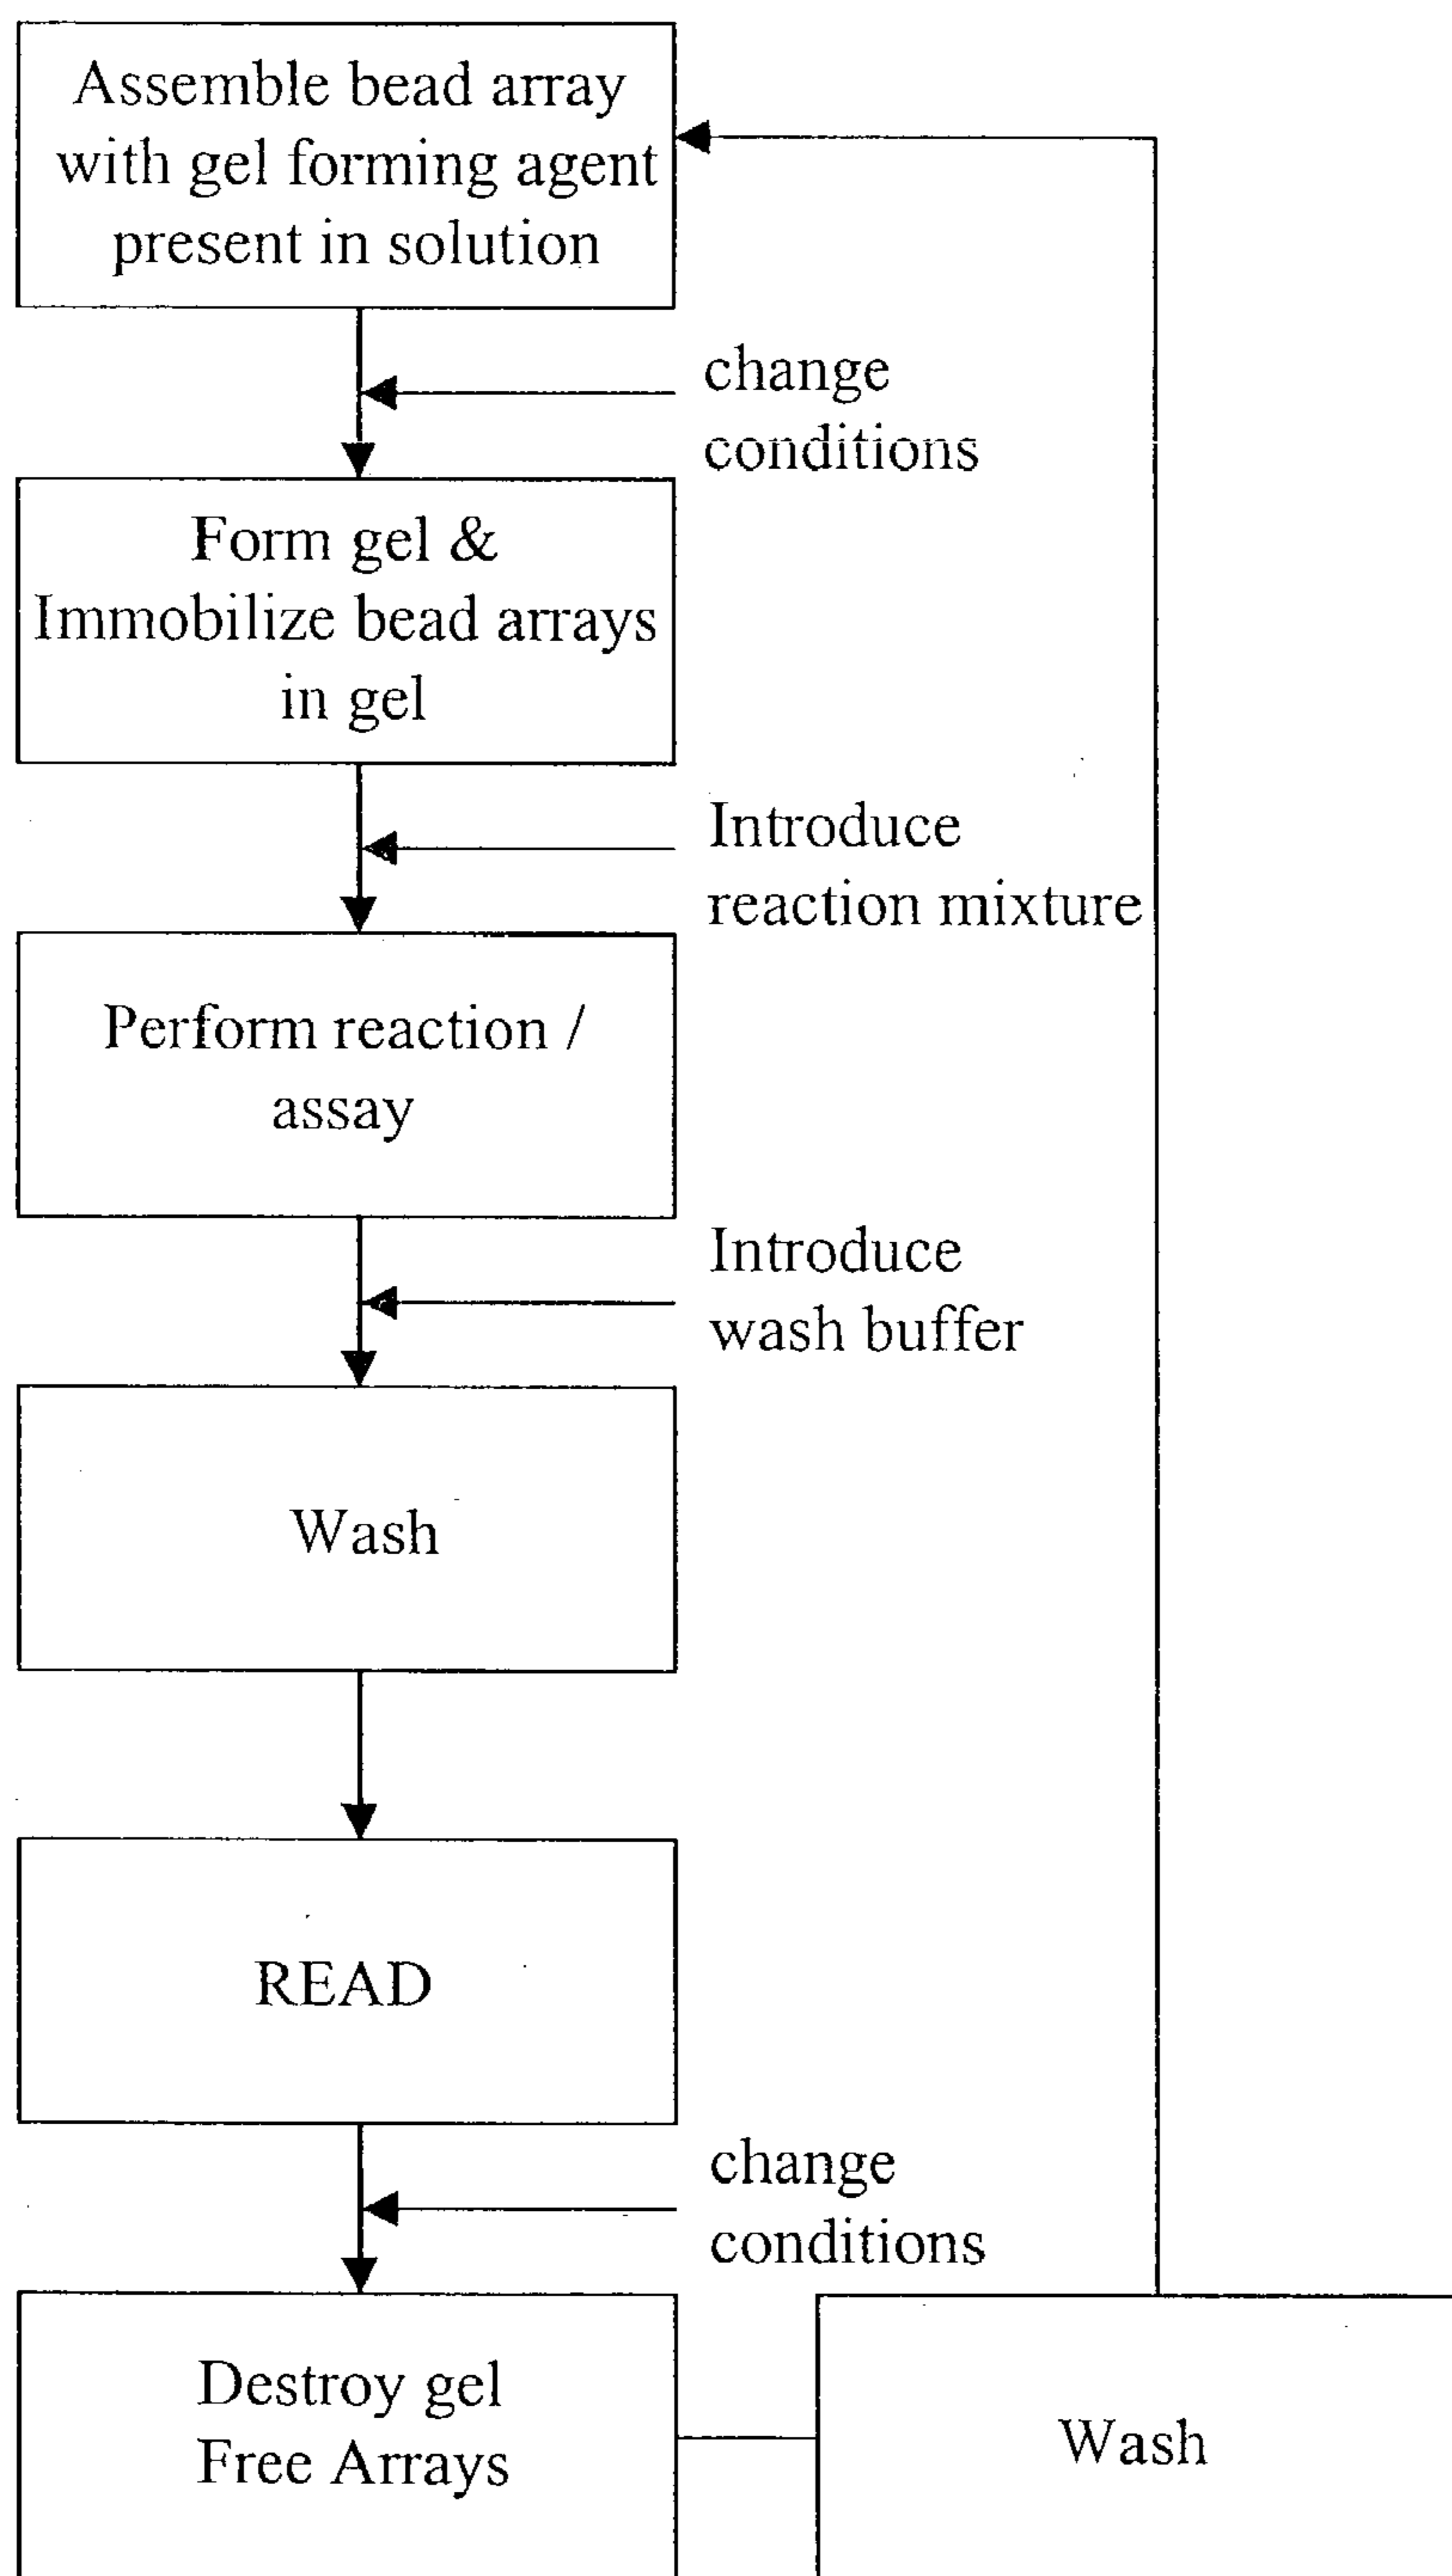 Assemble bead array
with gel forming agent
present in solution
change
conditions
Form gel &
Immobilize bead arrays
in gel
Introduce
reaction mixture
Perform reaction /
assay
Introduce
wash buffer
Wash
READ
change
conditions
Destroy gel
Free Arrays
Wash